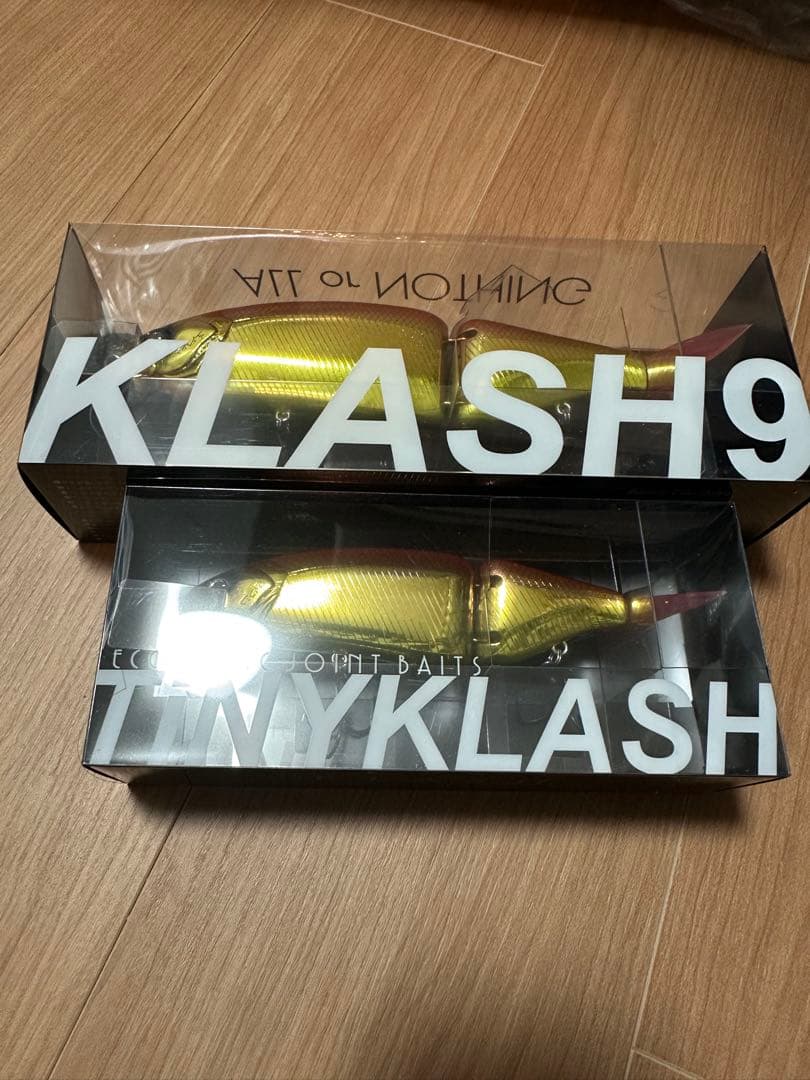 ALL or NOTHING
KLASH9
JOINT BAITS
TINYKLASH